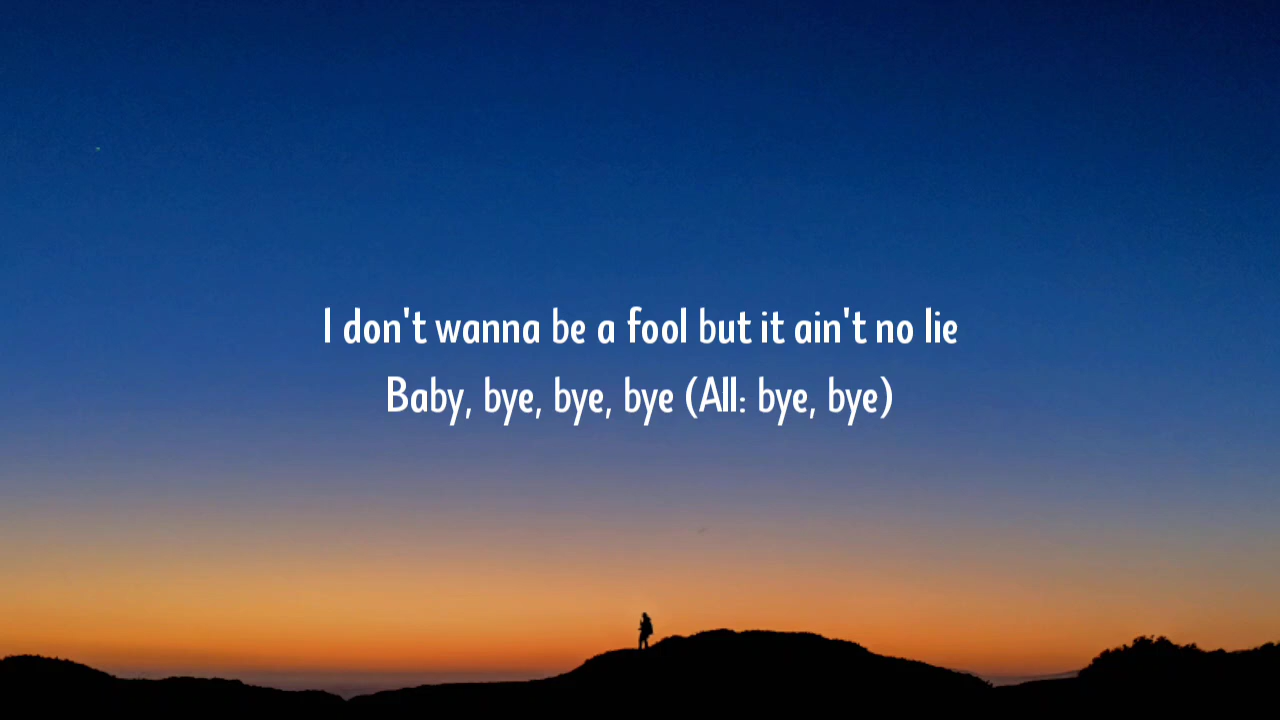 I don't wanna be a fool but it ain't no lie
Baby, bye, bye, bye (All: bye, bye)